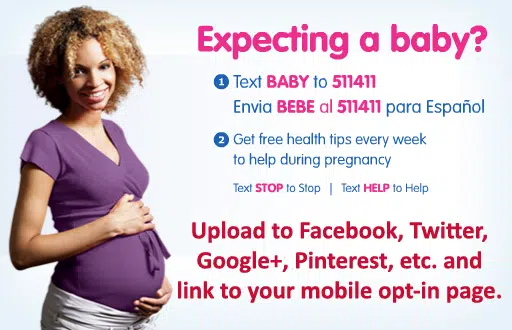 Expecting a baby?
1 Text BABY to 511411
Envia BEBE al 511411 para Español
2 Get free health tips every week
to help during pregnancy
Text STOP to Stop | Text HELP to Help
Upload to Facebook, Twitter,
Google+, Pinterest, etc. and
link to your mobile opt-in page.